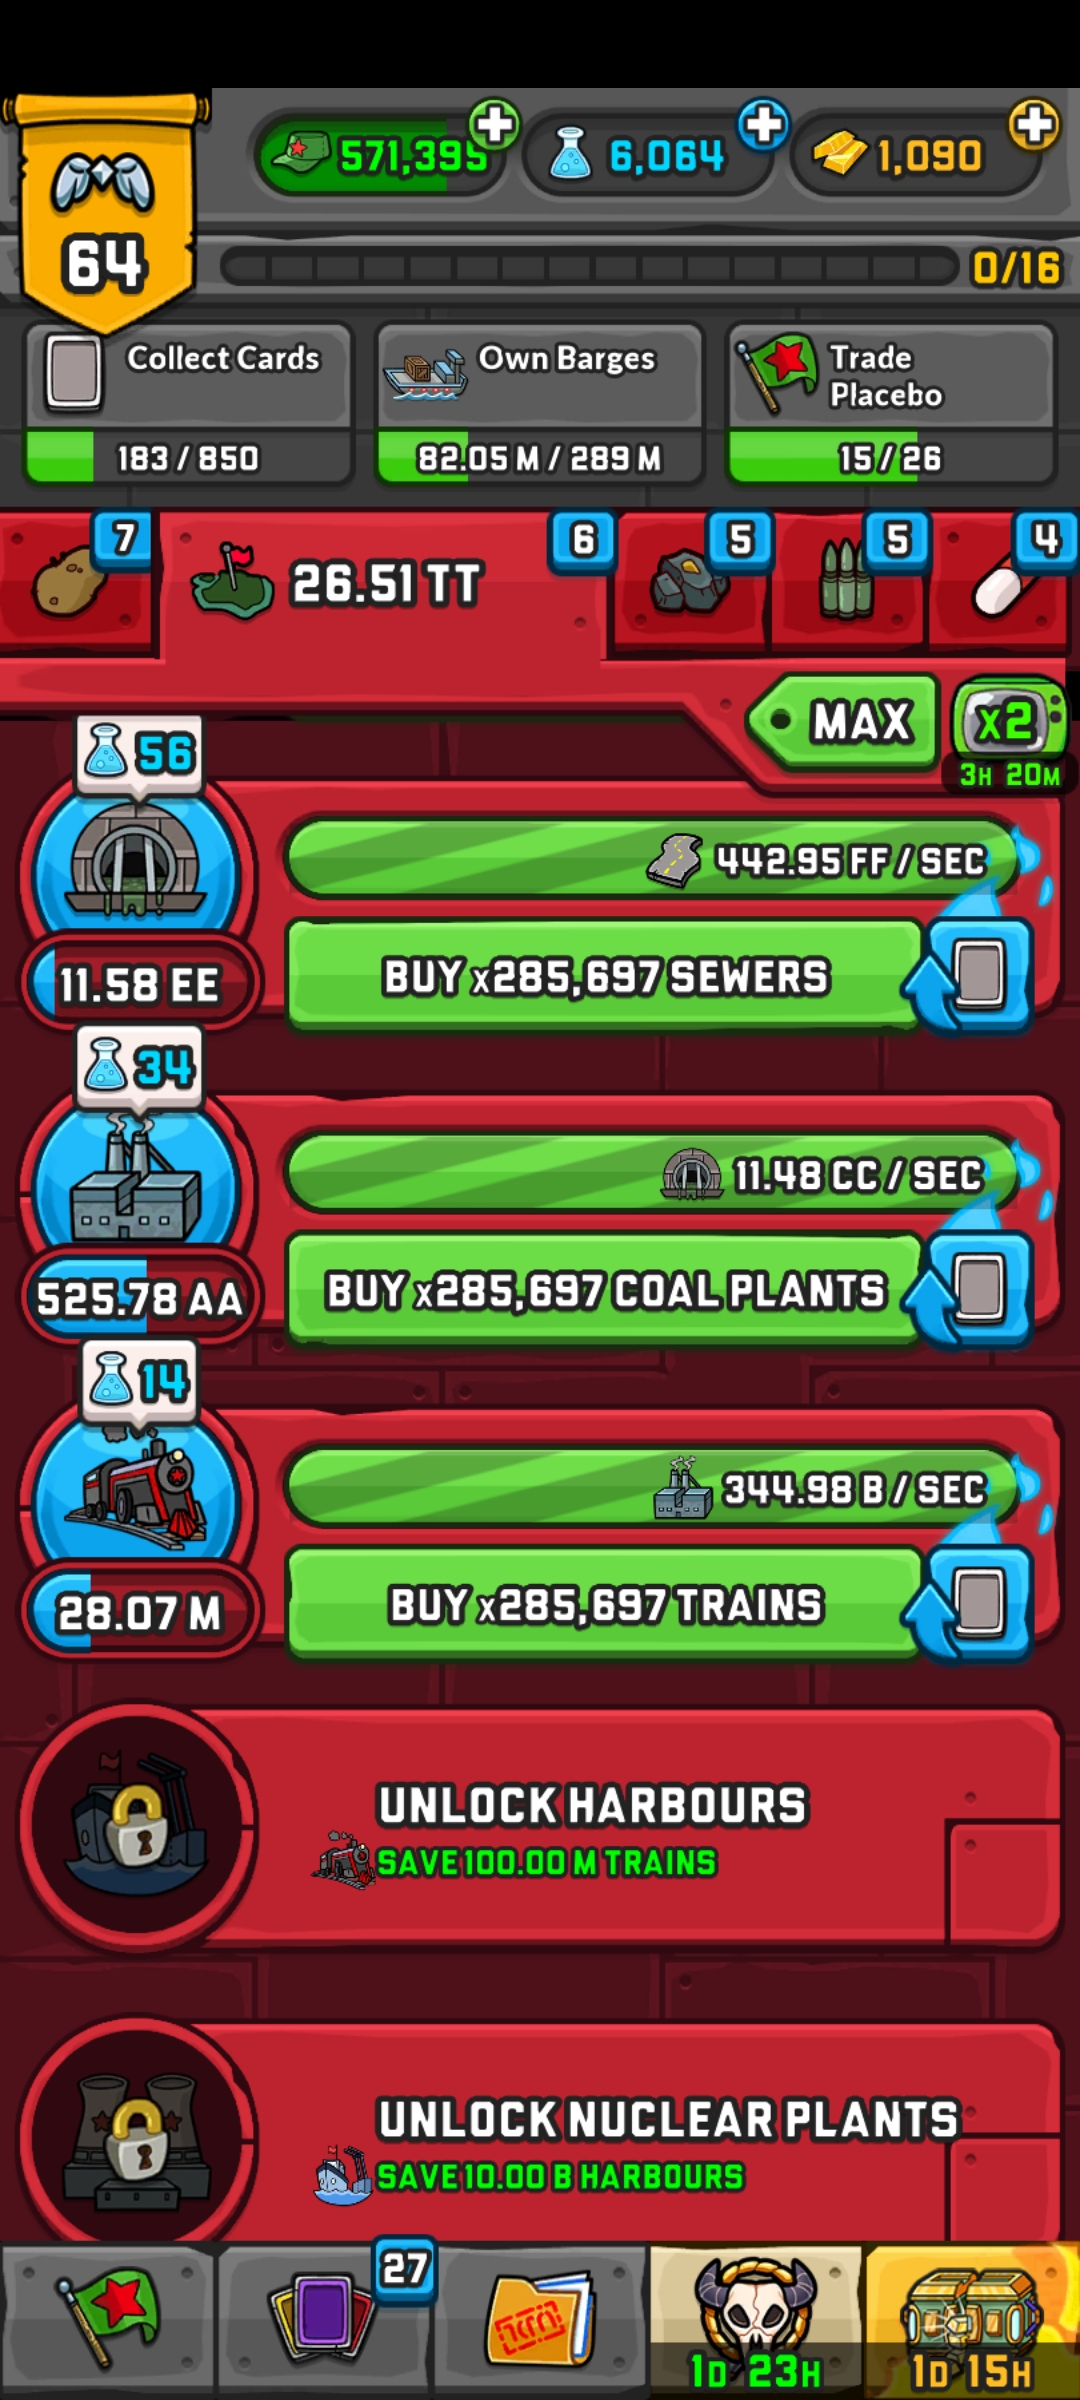 571,395
6,064
1,090
64
0/16
Collect Cards
183 / 850
Own Barges
82.05 M / 289 M
Trade
Placebo
15 / 26
7
26.51 TT
6
5
5
4
MAX
x2
3H 20M
56
442.95 FF / SEC
11.58 EE
BUY x285,697 SEWERS
34
11.48 CC / SEC
525.78 AA
BUY x285,697 COAL PLANTS
14
344.98 B / SEC
28.07 M
BUY x285,697 TRAINS
UNLOCK HARBOURS
SAVE 100.00 M TRAINS
UNLOCK NUCLEAR PLANTS
SAVE 10.00 B HARBOURS
27
1D 23H
1D 15H